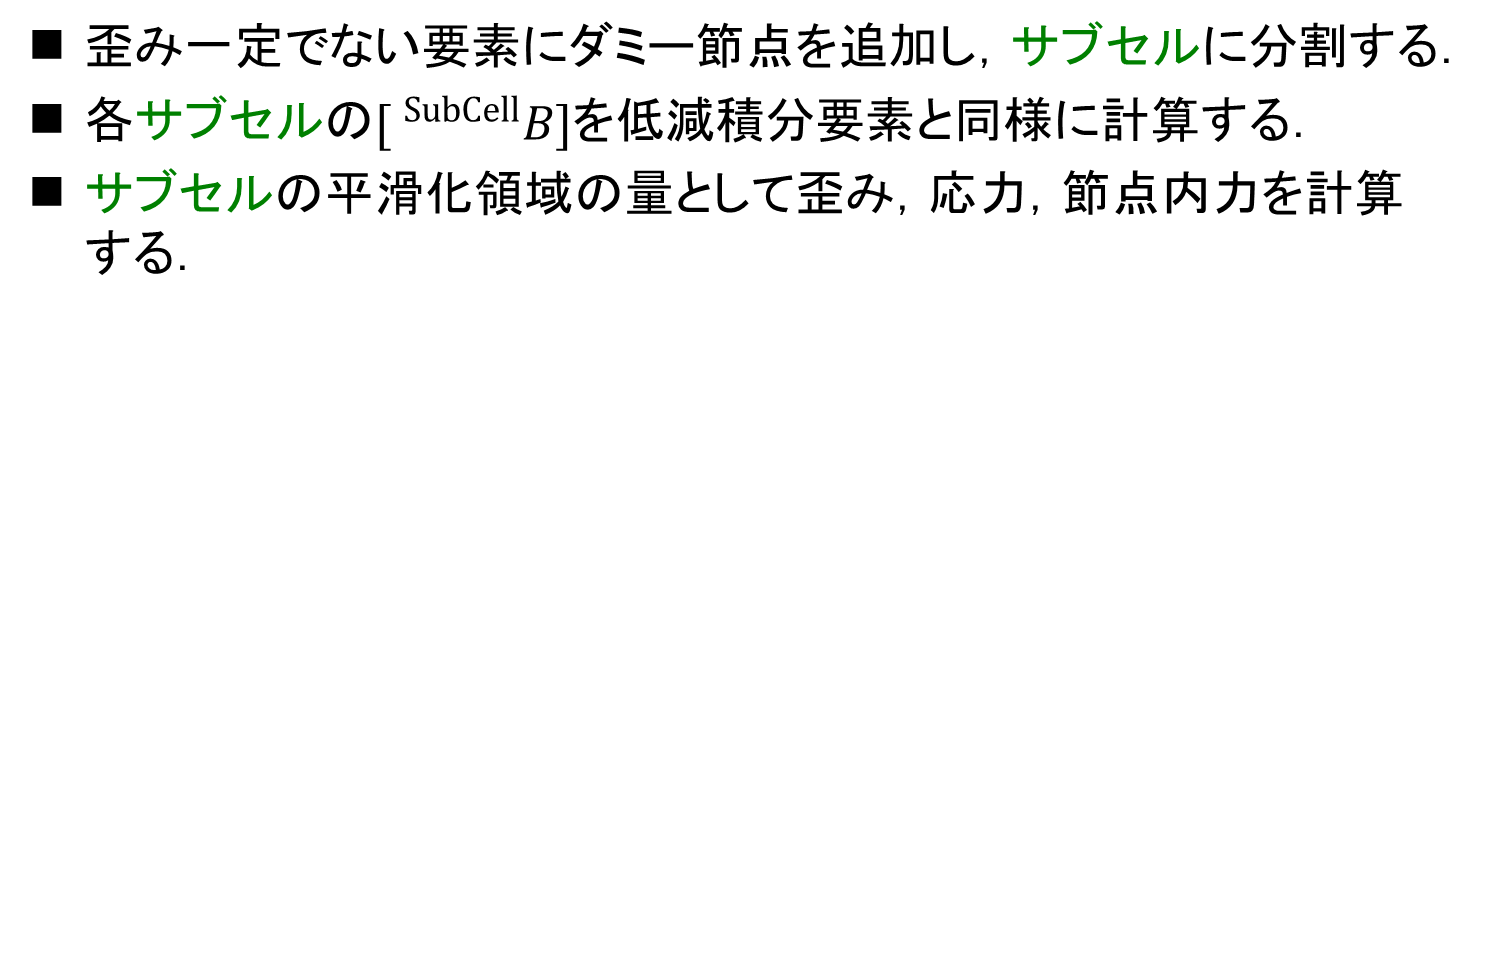 ■ 歪み一定でない要素にダミー節点を追加し，サブセルに分割する．
■ 各サブセルの[ ^SubCell B]を低減積分要素と同様に計算する．
■ サブセルの平滑化領域の量として歪み，応力，節点内力を計算
する．